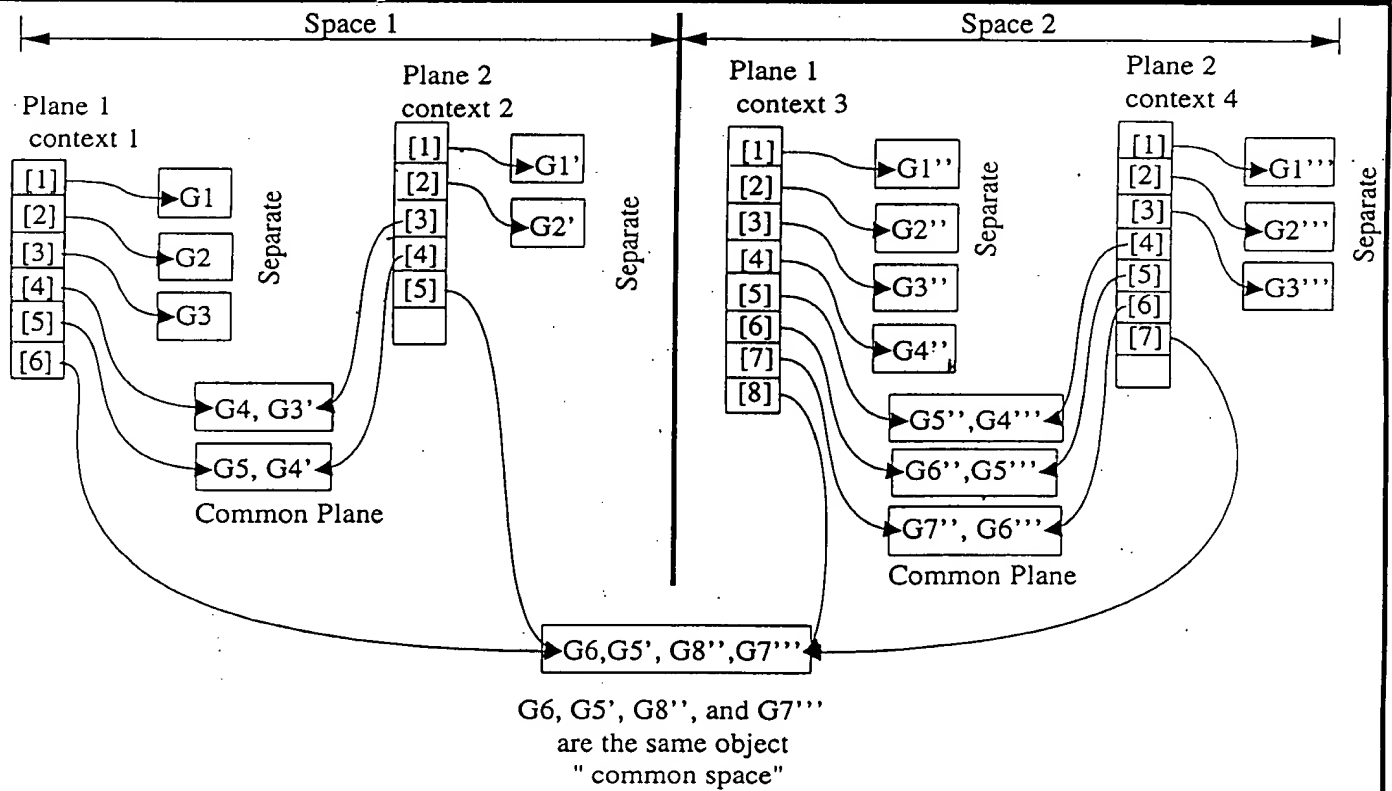 Space 1
Space 2
Plane 1
context 1
[1]
[2]
[3]
[4]
[5]
[6]
G1
G2
G3
Separate
Plane 2
context 2
[1]
[2]
[3]
[4]
[5]
G1'
G2'
Separate
G4, G3'
G5, G4'
Common Plane
Plane 1
context 3
[1]
[2]
[3]
[4]
[5]
[6]
[7]
[8]
G1''
G2''
G3''
G4''
Separate
Plane 2
context 4
[1]
[2]
[3]
[4]
[5]
[6]
[7]
G1'''
G2'''
G3'''
Separate
G5'',G4'''
G6'',G5'''
G7'', G6'''
Common Plane
G6,G5', G8'',G7'''
G6, G5', G8'', and G7'''
are the same object
" common space"